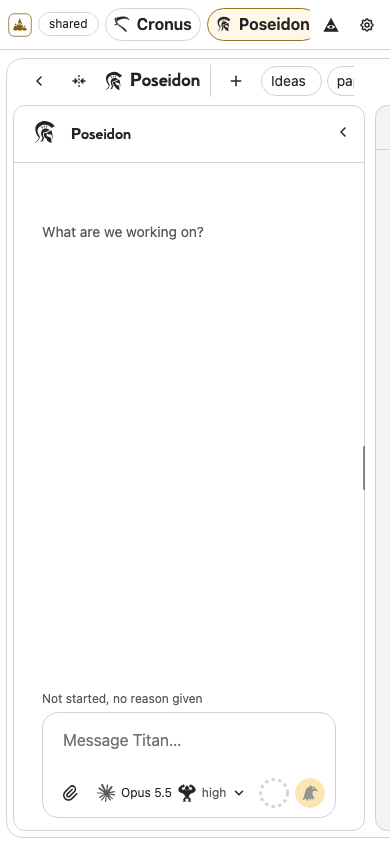 shared Cronus Poseidon
Poseidon Ideas
Poseidon
What are we working on?
Not started, no reason given
Message Titan...
Opus 5.5 high